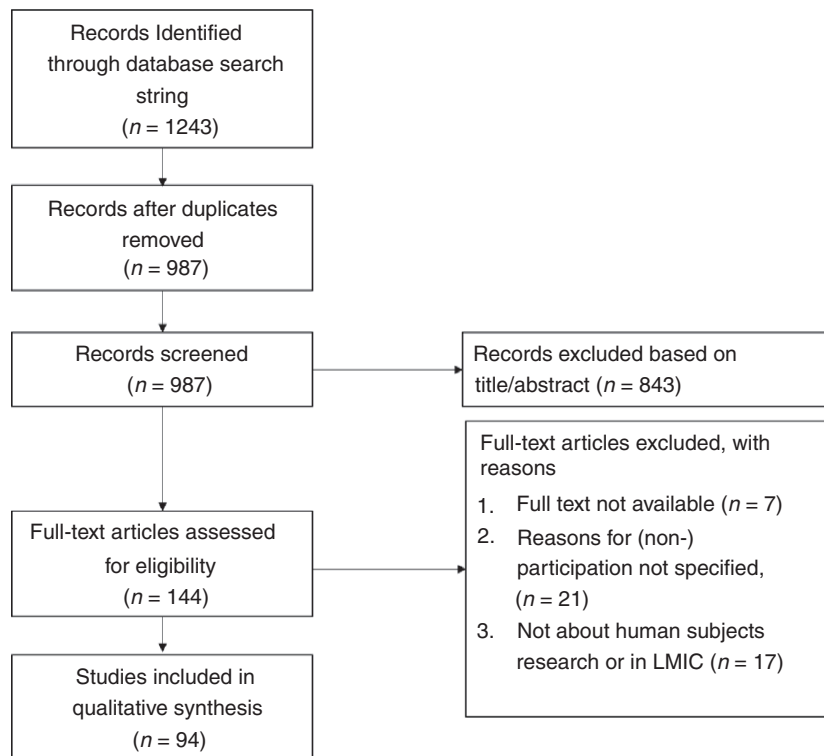 Records Identified
through database search
string
(n = 1243)
Records after duplicates
removed
(n = 987)
Records screened
(n = 987)
Records excluded based on
title/abstract (n = 843)
Full-text articles assessed
for eligibility
(n = 144)
Full-text articles excluded, with
reasons
1. Full text not available (n = 7)
2. Reasons for (non-)
participation not specified,
(n = 21)
3. Not about human subjects
research or in LMIC (n = 17)
Studies included in
qualitative synthesis
(n = 94)